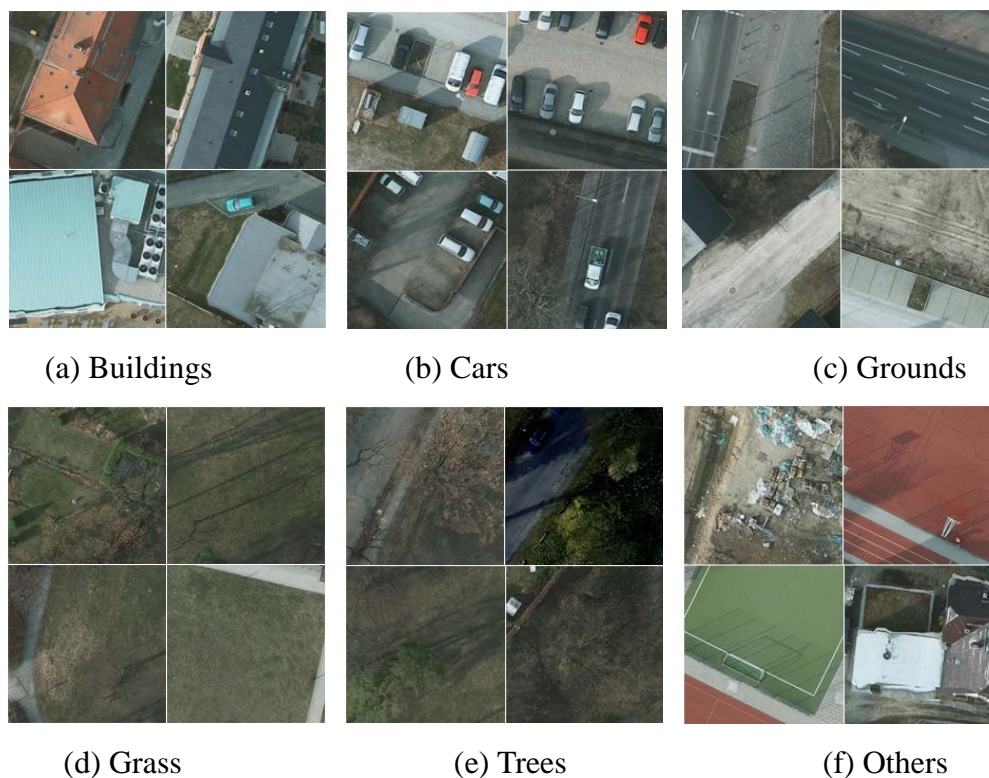 (a) Buildings
(b) Cars
(c) Grounds
(d) Grass
(e) Trees
(f) Others